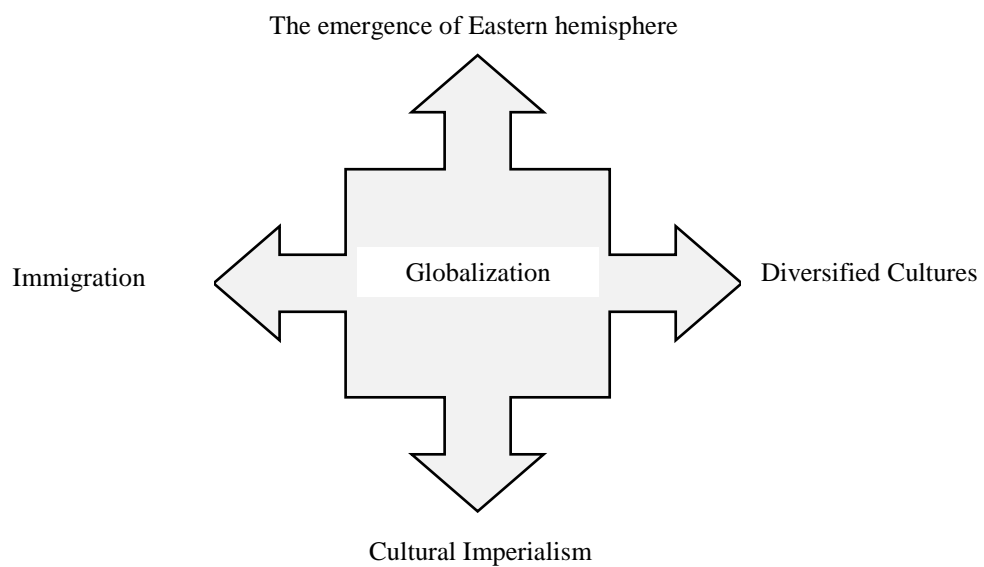 The emergence of Eastern hemisphere
Immigration
Globalization
Diversified Cultures
Cultural Imperialism